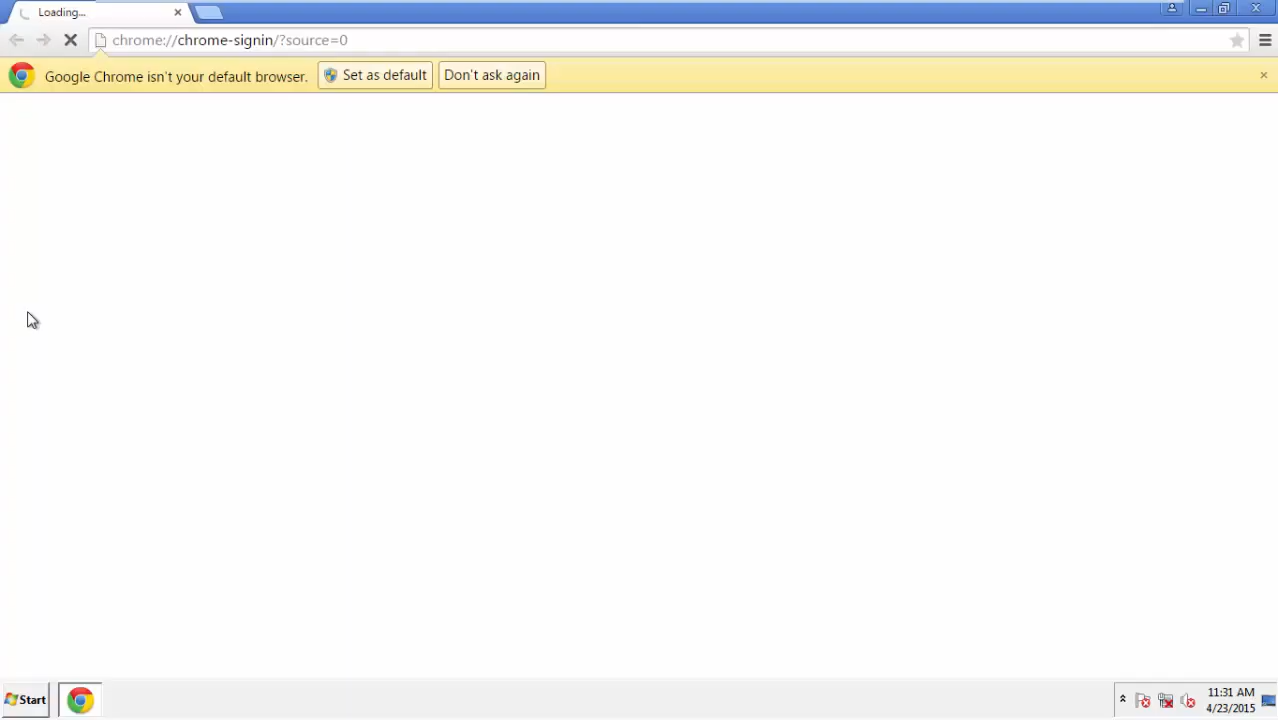 Loading...
chrome://chrome-signin/?source=0
Google Chrome isn't your default browser. Set as default Don't ask again
Start
11:31 AM
4/23/2015